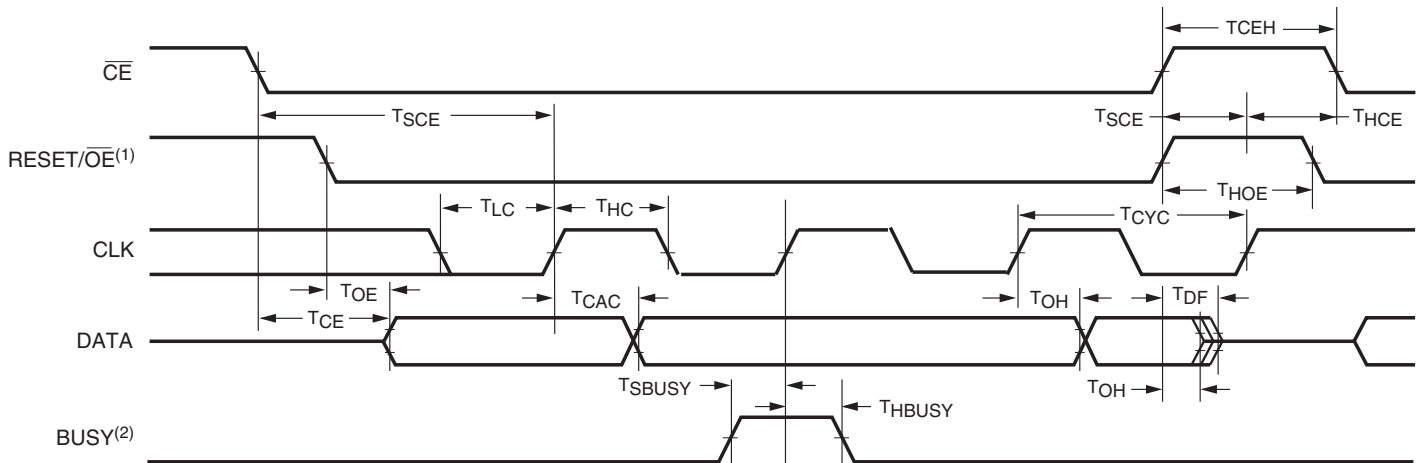 TCEH
CE
TSCE
TSCE
THCE
RESET/OE(1)
TLC
THC
THOE
TCYC
CLK
TOE
TCAC
TOH
TDF
TCE
DATA
TSBUSY
THBUSY
TOH
BUSY(2)